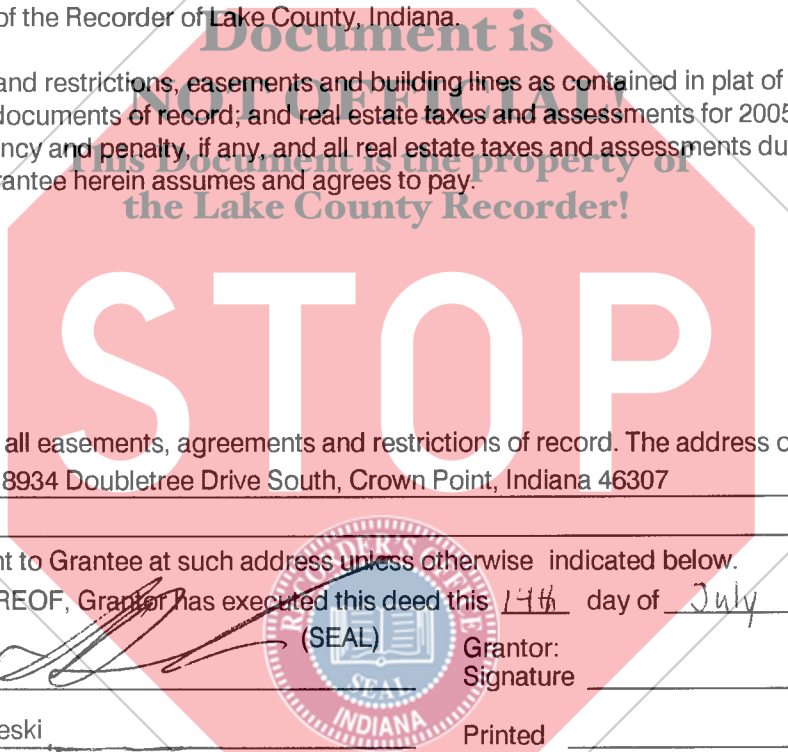 of the Recorder of Lake County, Indiana.
Document is
and restrictions, easements and building lines as contained in plat of
NOT OFFICIAL!
documents of record; and real estate taxes and assessments for 2005
ncy and penalty, if any, and all real estate taxes and assessments du
This Document is the property of
rantee herein assumes and agrees to pay.
the Lake County Recorder!
STOP
all easements, agreements and restrictions of record. The address o
8934 Doubletree Drive South, Crown Point, Indiana 46307
nt to Grantee at such address unless otherwise indicated below.
REOF, Grantor has executed this deed this 14th day of July
(SEAL)
Grantor:
Signature
eski
Printed
RECORDER'S OFFICE
SEAL
INDIANA